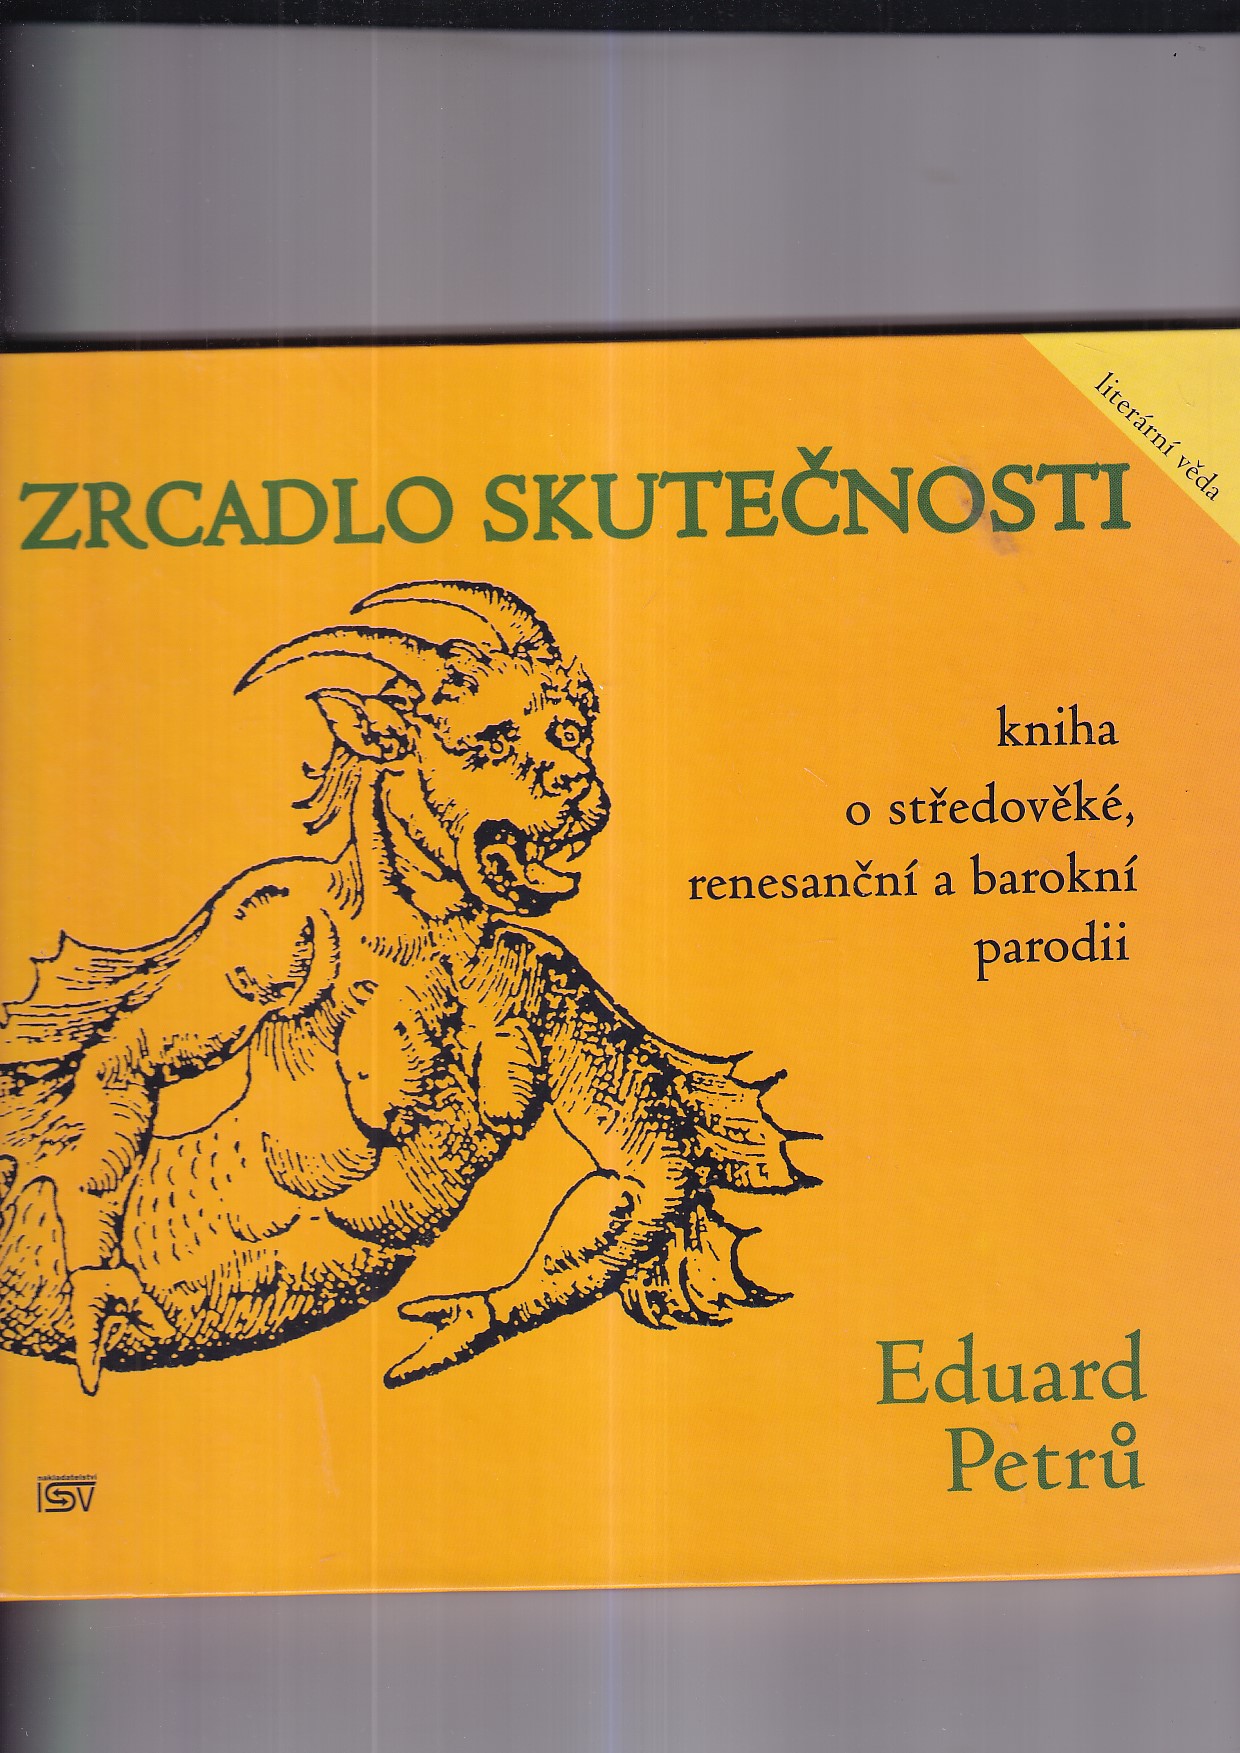 literární věda
ZRCADLO SKUTEČNOSTI
kniha
o středověké,
renesanční a barokní
parodii
Eduard
Petrů
nakladatelství
ISV